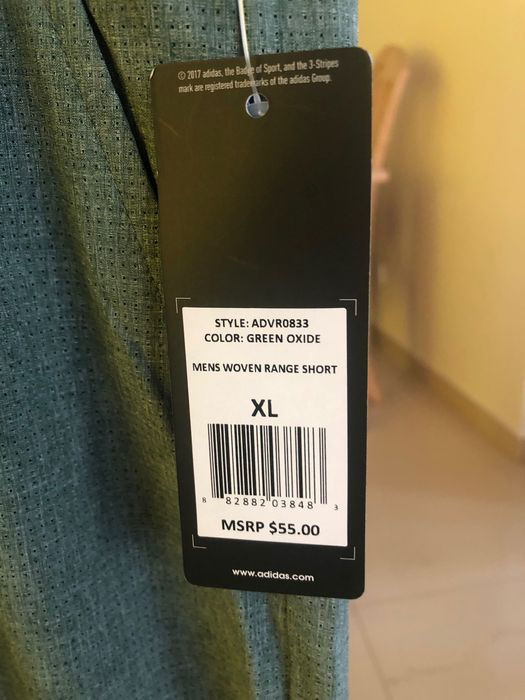 © 2017 adidas, the Badge of Sport, and the 3-Stripes
mark are registered trademarks of the adidas Group.
STYLE: ADVR0833
COLOR: GREEN OXIDE
MENS WOVEN RANGE SHORT
XL
8 82882 03848 3
MSRP $55.00
www.adidas.com